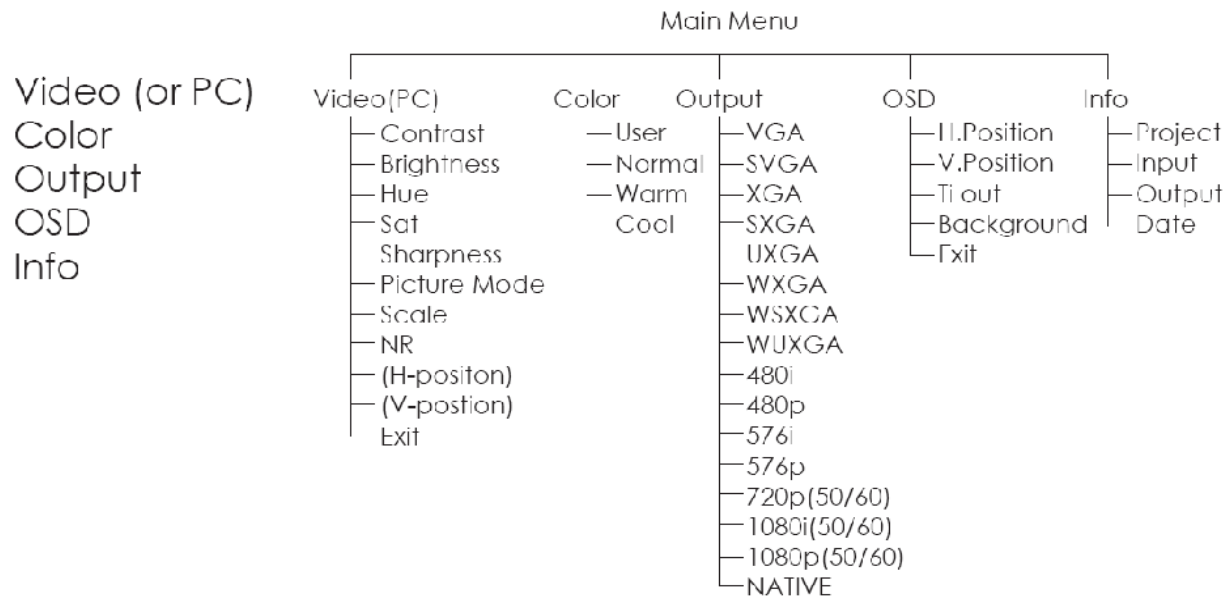 Main Menu
Video (or PC)
Color
Output
OSD
Info
Video(PC)
Contrast
Brightness
Hue
Sat
Sharpness
Picture Mode
Scale
NR
(H-positon)
(V-postion)
Exit
Color
User
Normal
Warm
Cool
Output
VGA
SVGA
XGA
SXGA
UXGA
WXGA
WSXGA
WUXGA
480i
480p
576i
576p
720p(50/60)
1080i(50/60)
1080p(50/60)
NATIVE
OSD
H.Position
V.Position
Ti out
Background
Exit
Info
Project
Input
Output
Date